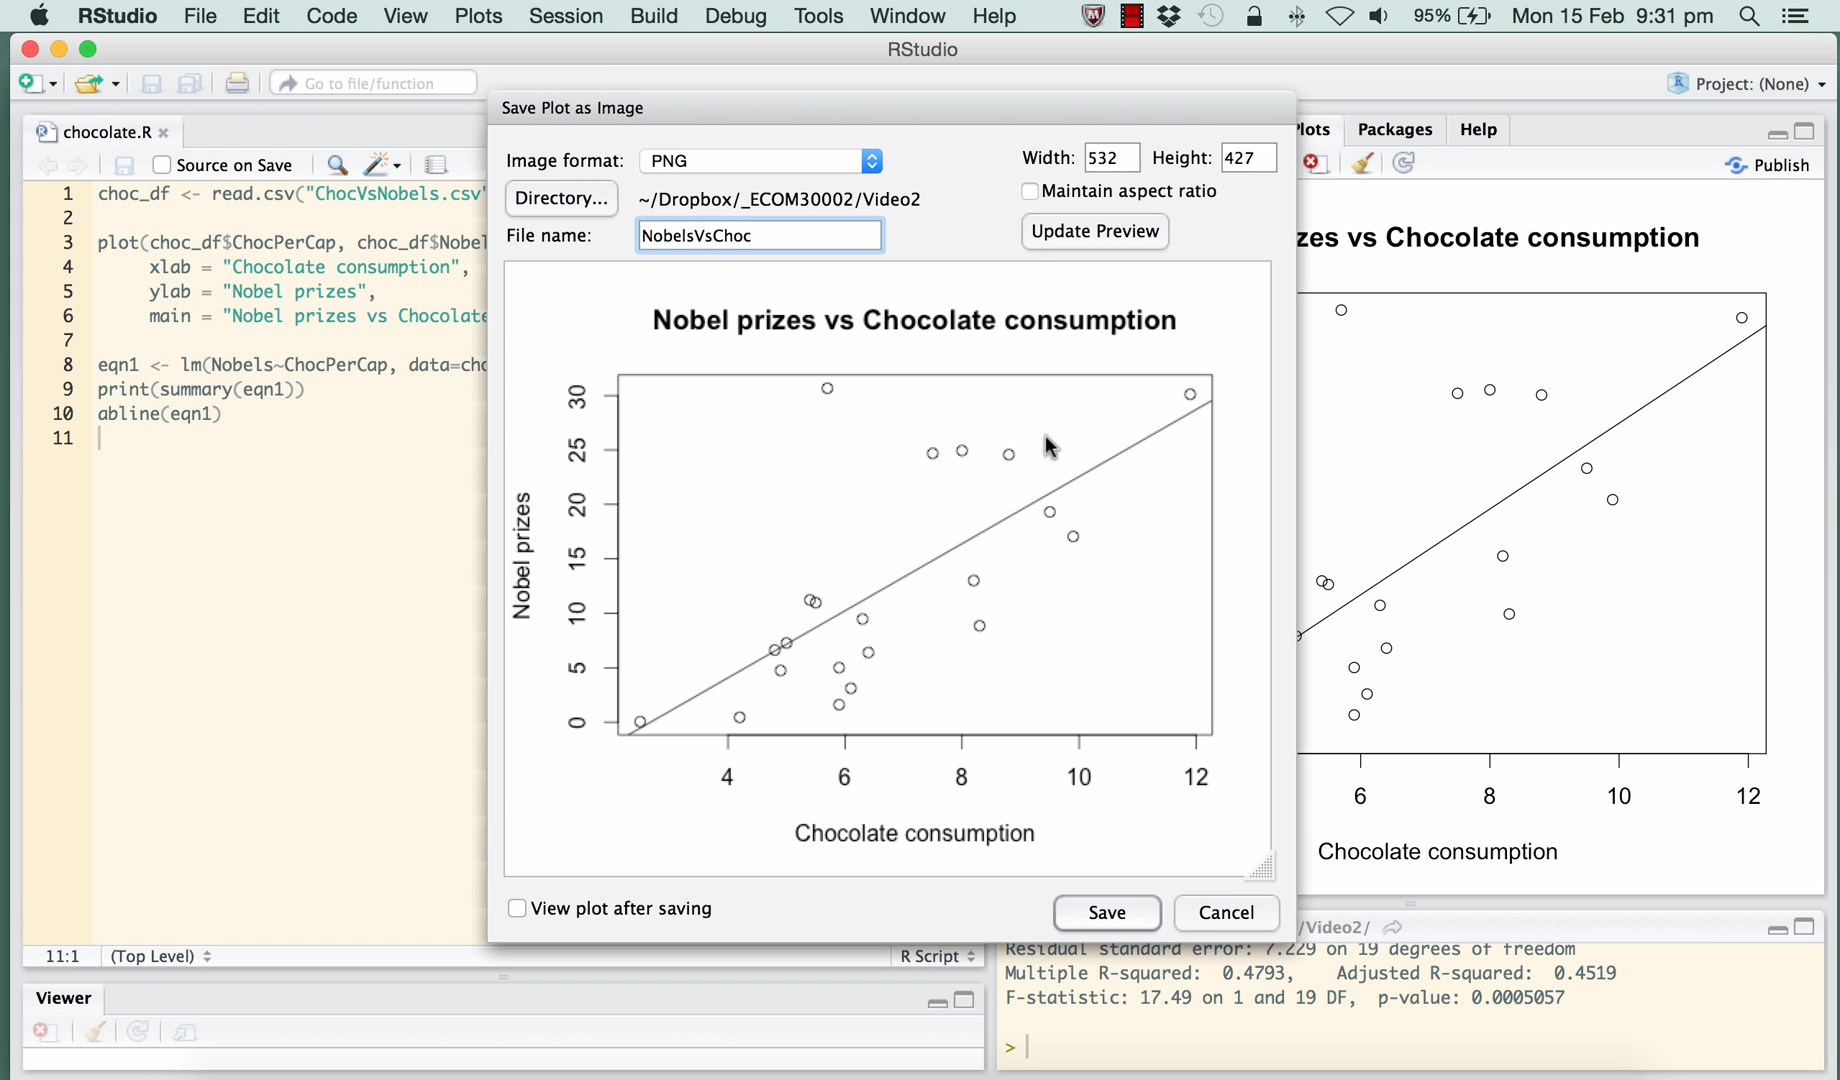 RStudio File Edit Code View Plots Session Build Debug Tools Window Help 95% Mon 15 Feb 9:31 pm
RStudio
Go to file/function
Project: (None)
chocolate.R
Source on Save
1 choc_df <- read.csv("ChocVsNobels.csv"
2
3 plot(choc_df$ChocPerCap, choc_df$Nobel
4 xlab = "Chocolate consumption",
5 ylab = "Nobel prizes",
6 main = "Nobel prizes vs Chocolate
7
8 eqn1 <- lm(Nobels~ChocPerCap, data=cho
9 print(summary(eqn1))
10 abline(eqn1)
11
11:1 (Top Level) R Script
Viewer
Save Plot as Image
Image format: PNG
Width: 532 Height: 427
Directory... ~/Dropbox/_ECOM30002/Video2
Maintain aspect ratio
File name: NobelsVsChoc
Update Preview
Nobel prizes vs Chocolate consumption
Nobel prizes
30
25
20
15
10
5
0
4 6 8 10 12
Chocolate consumption
View plot after saving
Save Cancel
Plots Packages Help
Publish
zes vs Chocolate consumption
6 8 10 12
Chocolate consumption
/Video2/
Residual standard error: 7.229 on 19 degrees of freedom
Multiple R-squared: 0.4793, Adjusted R-squared: 0.4519
F-statistic: 17.49 on 1 and 19 DF, p-value: 0.0005057
>